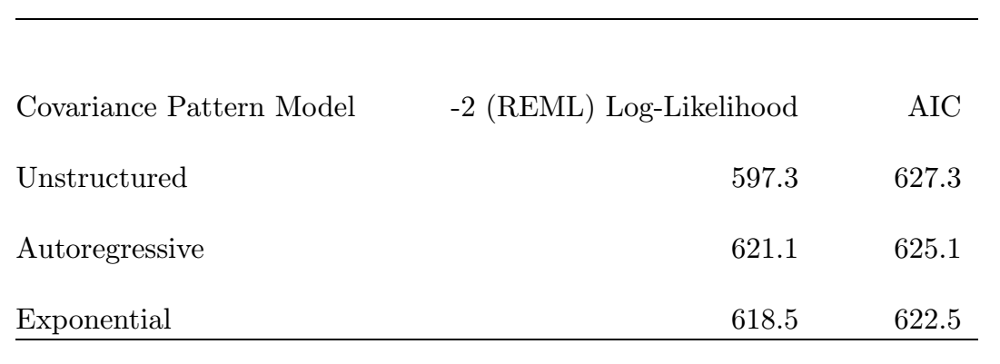 Covariance Pattern Model -2 (REML) Log-Likelihood AIC
Unstructured 597.3 627.3
Autoregressive 621.1 625.1
Exponential 618.5 622.5